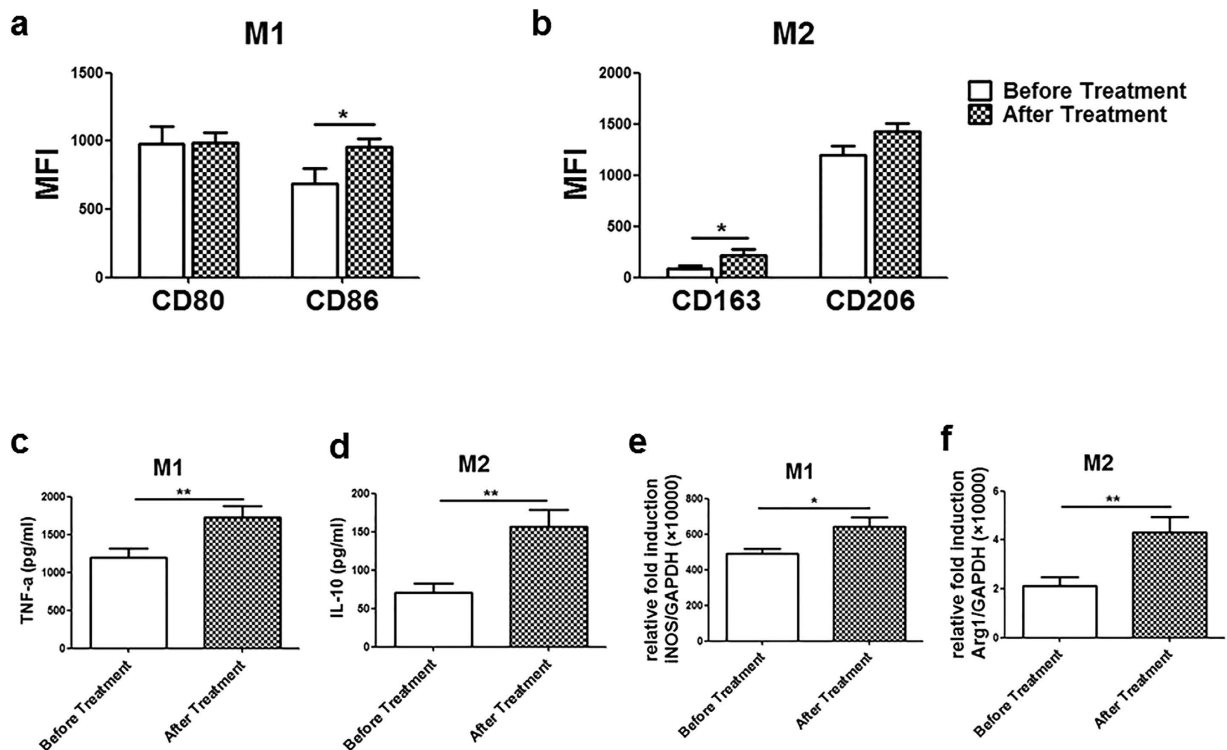 a
M1
MFI
1500
1000
500
0
*
CD80
CD86
b
M2
MFI
2000
1500
1000
500
0
*
CD163
CD206
Before Treatment
After Treatment
c
M1
TNF-a (pg/ml)
2000
1500
1000
500
0
**
Before Treatment
After Treatment
d
M2
IL-10 (pg/ml)
200
150
100
50
0
**
Before Treatment
After Treatment
e
M1
relative fold induction
iNOS/GAPDH (×10000)
800
600
400
200
0
*
Before Treatment
After Treatment
f
M2
relative fold induction
Arg1/GAPDH (×10000)
6
4
2
0
**
Before Treatment
After Treatment